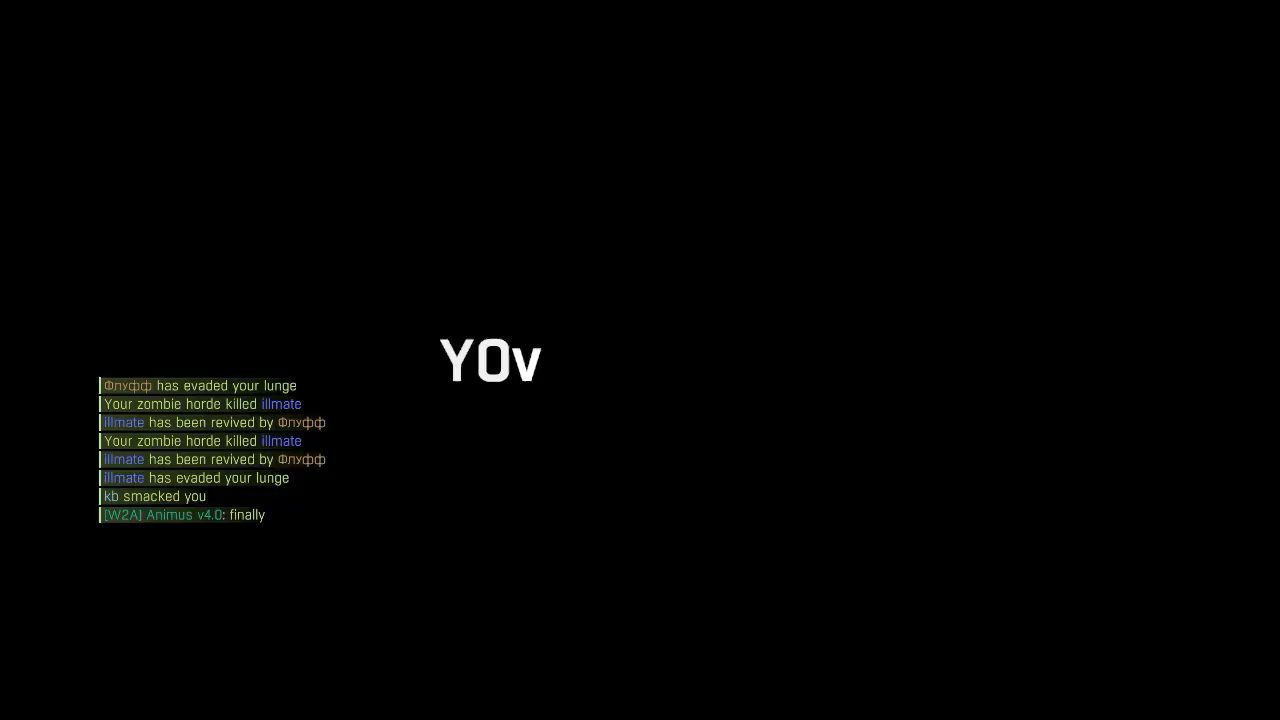 YOv
Флуфф has evaded your lunge
Your zombie horde killed illmate
illmate has been revived by Флуфф
Your zombie horde killed illmate
illmate has been revived by Флуфф
illmate has evaded your lunge
kb smacked you
[W2A] Animus v4.0: finally